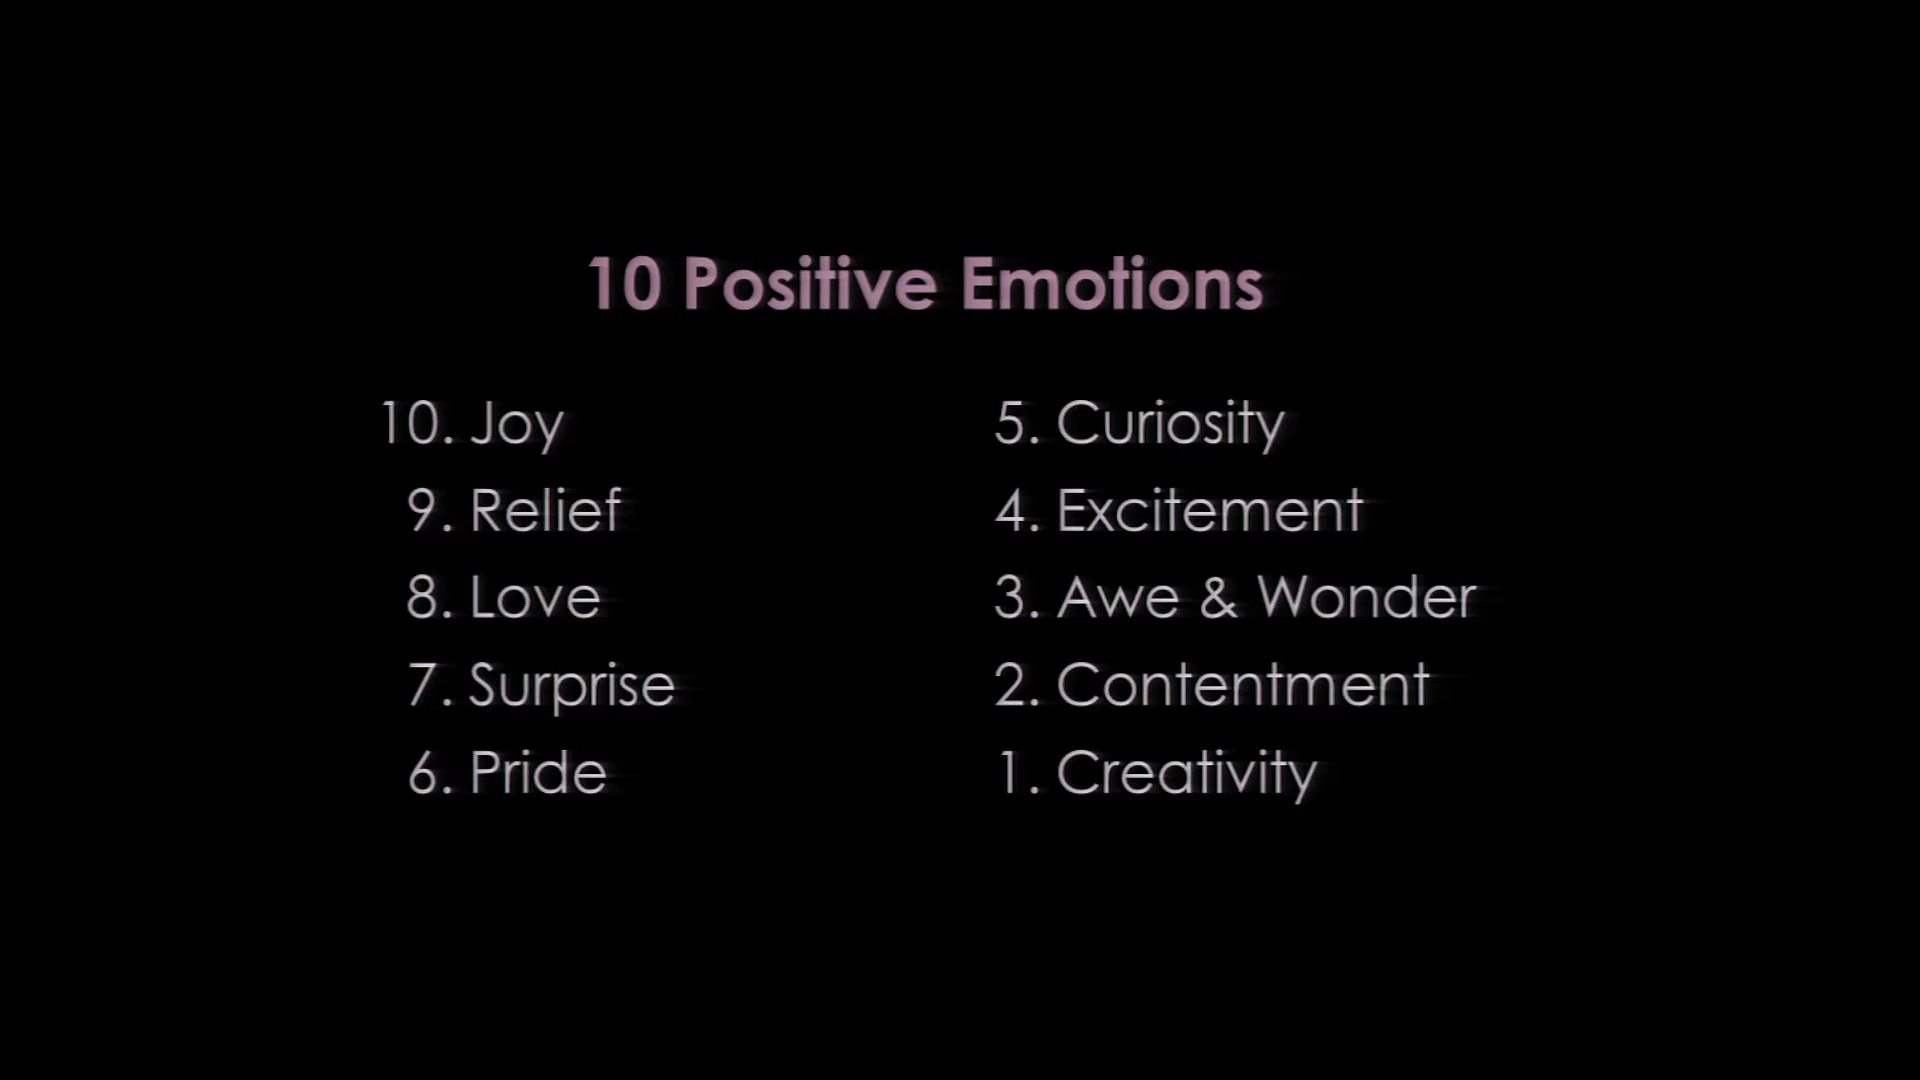 10 Positive Emotions
10. Joy
9. Relief
8. Love
7. Surprise
6. Pride
5. Curiosity
4. Excitement
3. Awe & Wonder
2. Contentment
1. Creativity